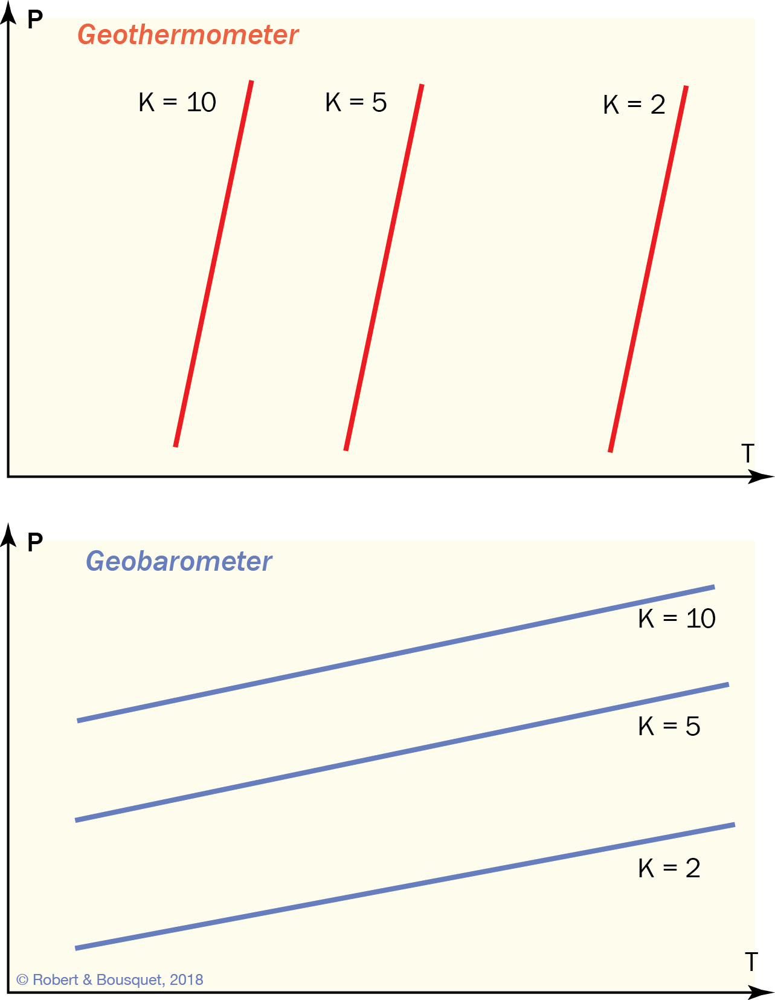 P
Geothermometer
K = 10
K = 5
K = 2
T
P
Geobarometer
K = 10
K = 5
K = 2
T
© Robert & Bousquet, 2018